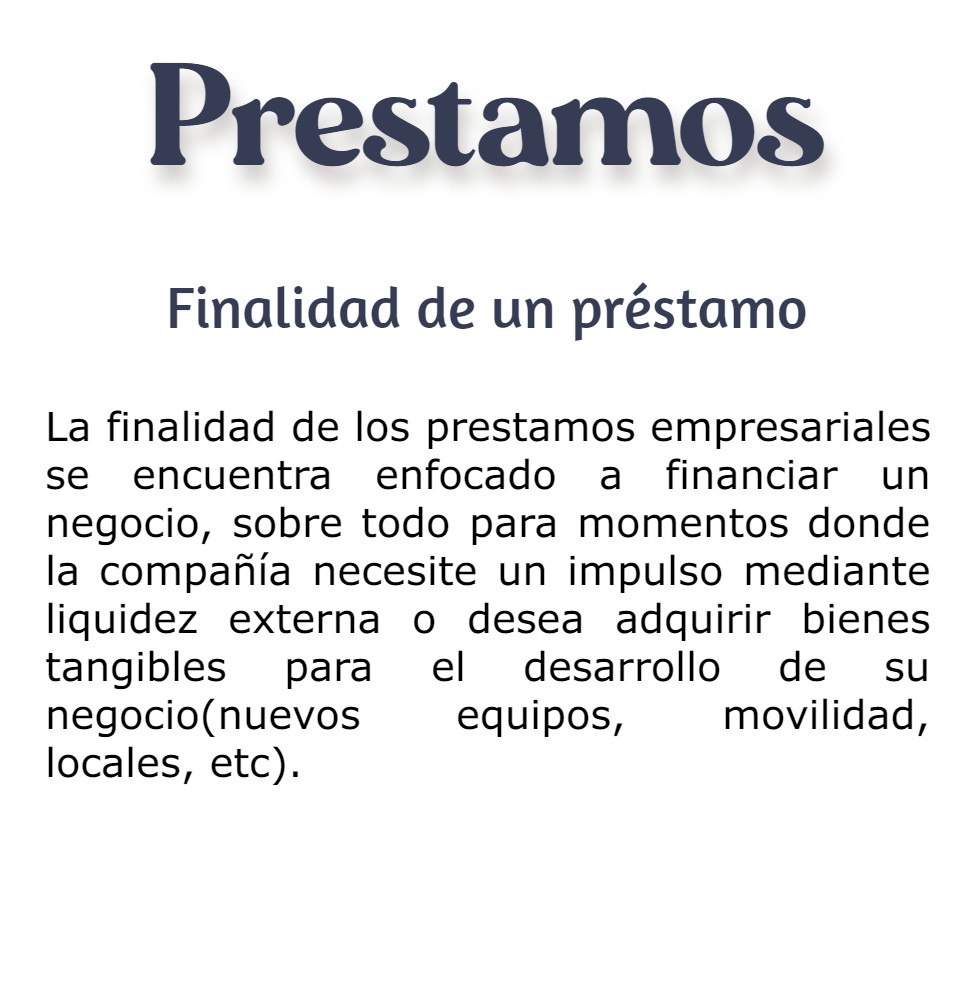 Prestamos
Finalidad de un préstamo
La finalidad de los prestamos empresariales
se encuentra enfocado a financiar un
negocio, sobre todo para momentos donde
la compañía necesite un impulso mediante
liquidez externa o desea adquirir bienes
tangibles para el desarrollo de su
negocio(nuevos equipos, movilidad,
locales, etc).